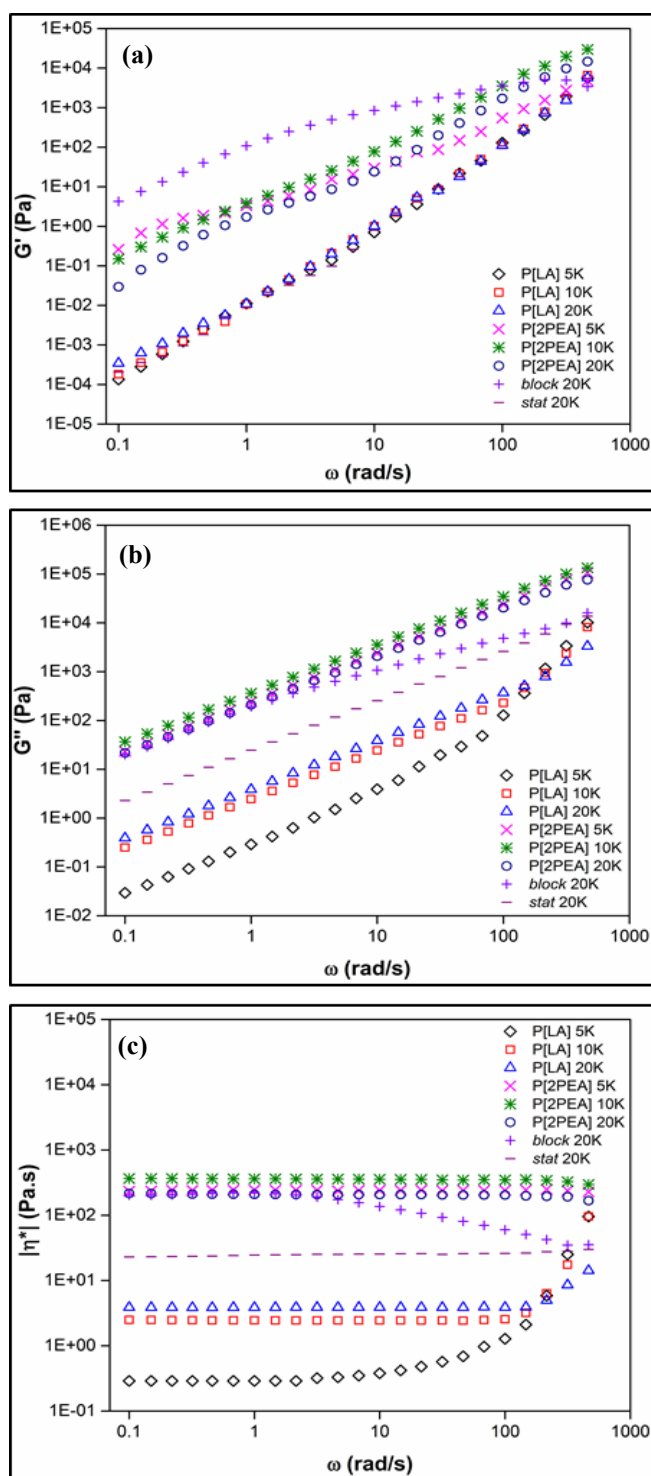 (a)
1E+05
1E+04
1E+03
1E+02
1E+01
1E+00
1E-01
1E-02
1E-03
1E-04
1E-05
G' (Pa)
P[LA] 5K
P[LA] 10K
P[LA] 20K
P[2PEA] 5K
P[2PEA] 10K
P[2PEA] 20K
block 20K
stat 20K
0.1 1 10 100 1000
ω (rad/s)
(b)
1E+06
1E+05
1E+04
1E+03
1E+02
1E+01
1E+00
1E-01
1E-02
G'' (Pa)
P[LA] 5K
P[LA] 10K
P[LA] 20K
P[2PEA] 5K
P[2PEA] 10K
P[2PEA] 20K
block 20K
stat 20K
0.1 1 10 100 1000
ω (rad/s)
(c)
1E+05
1E+04
1E+03
1E+02
1E+01
1E+00
1E-01
|η*| (Pa.s)
P[LA] 5K
P[LA] 10K
P[LA] 20K
P[2PEA] 5K
P[2PEA] 10K
P[2PEA] 20K
block 20K
stat 20K
0.1 1 10 100 1000
ω (rad/s)